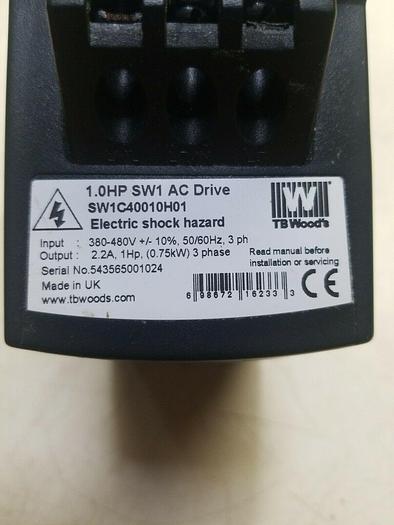 1.0HP SW1 AC Drive
SW1C40010H01
Electric shock hazard
W
TB Wood's
Input : 380-480V +/- 10%, 50/60Hz, 3 ph
Output : 2.2A, 1Hp, (0.75kW) 3 phase
Serial No.543565001024
Made in UK
www.tbwoods.com
Read manual before
installation or servicing
6 98672 16233 3
CE